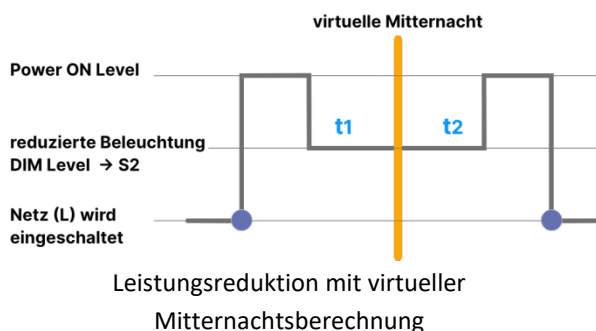 virtuelle Mitternacht
Power ON Level
t1
t2
reduzierte Beleuchtung
DIM Level → S2
Netz (L) wird
eingeschaltet
Leistungsreduktion mit virtueller
Mitternachtsberechnung